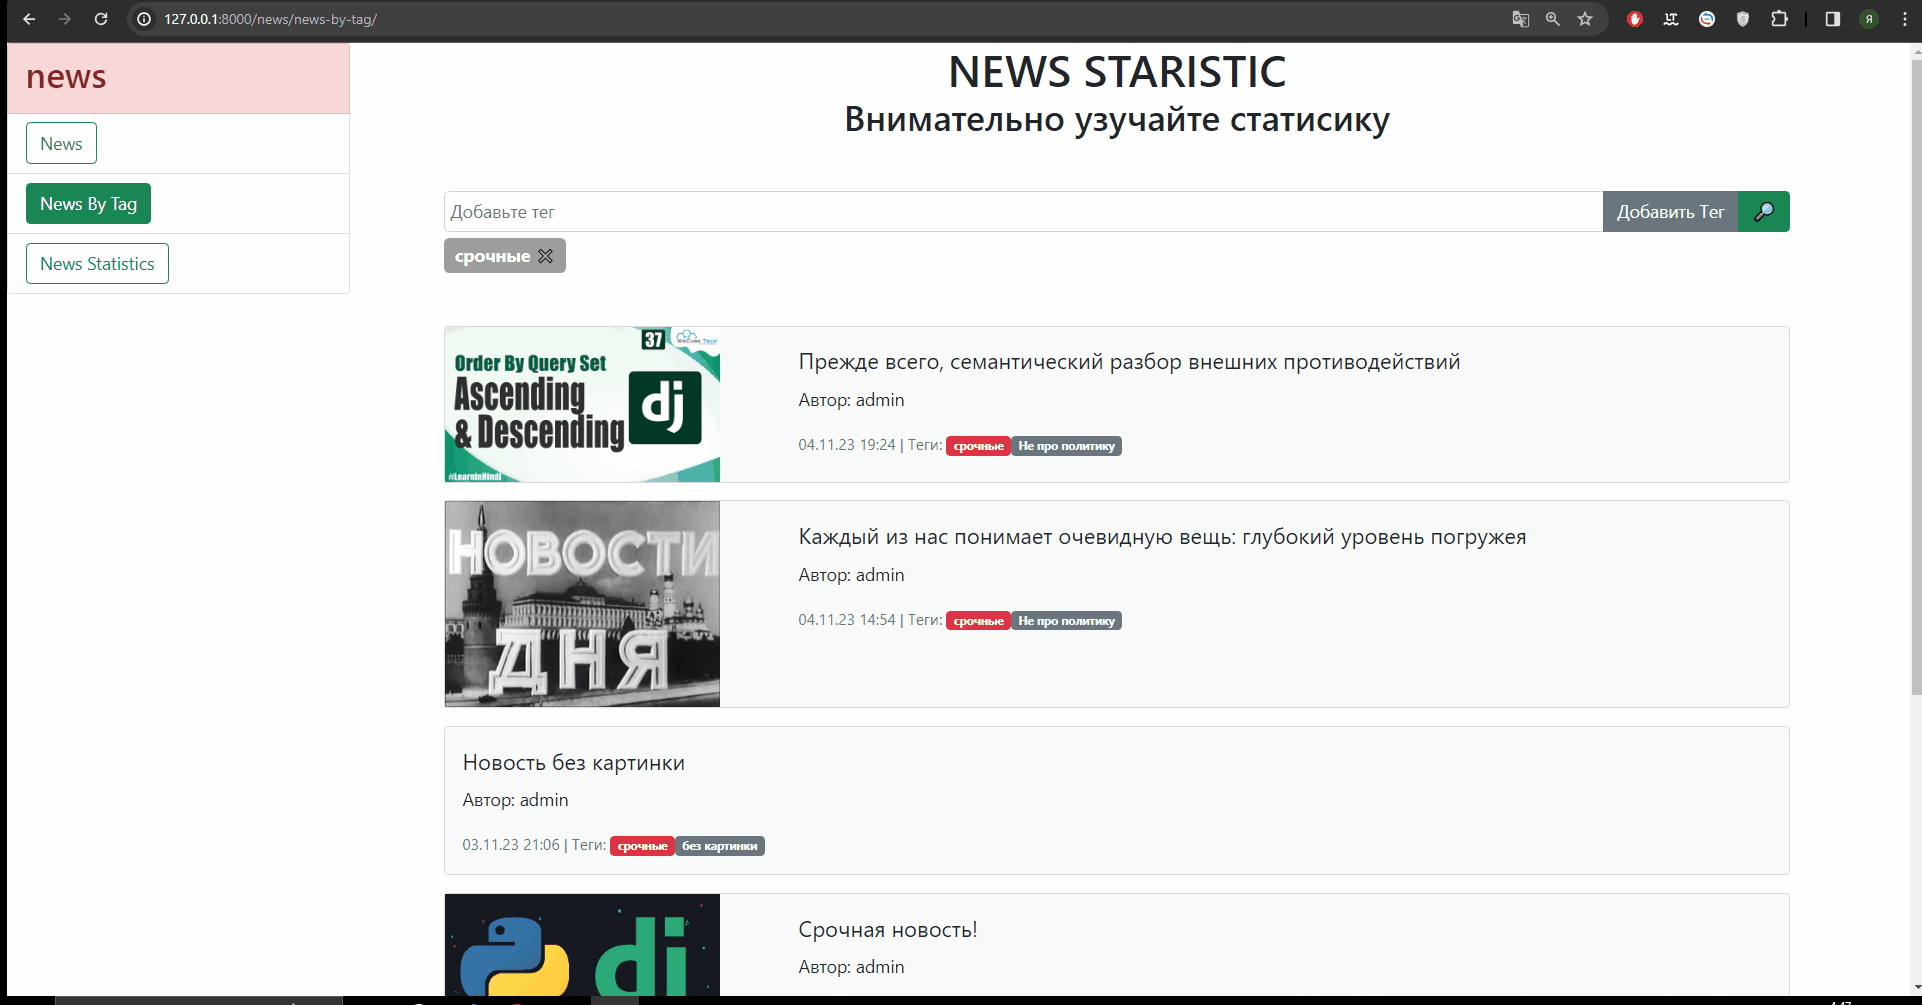 127.0.0.1:8000/news/news-by-tag/
Я
news
News
News By Tag
News Statistics
NEWS STARISTIC
Внимательно узучайте статисику
Добавьте тег
Добавить Тег
срочные
37
WsCube Tech
Order By Query Set
Ascending
& Descending
dj
#LearnInHindi
Прежде всего, семантический разбор внешних противодействий
Автор: admin
04.11.23 19:24 | Теги: срочные Не про политику
НОВОСТИ
ДНЯ
Каждый из нас понимает очевидную вещь: глубокий уровень погружея
Автор: admin
04.11.23 14:54 | Теги: срочные Не про политику
Новость без картинки
Автор: admin
03.11.23 21:06 | Теги: срочные без картинки
dj
Срочная новость!
Автор: admin